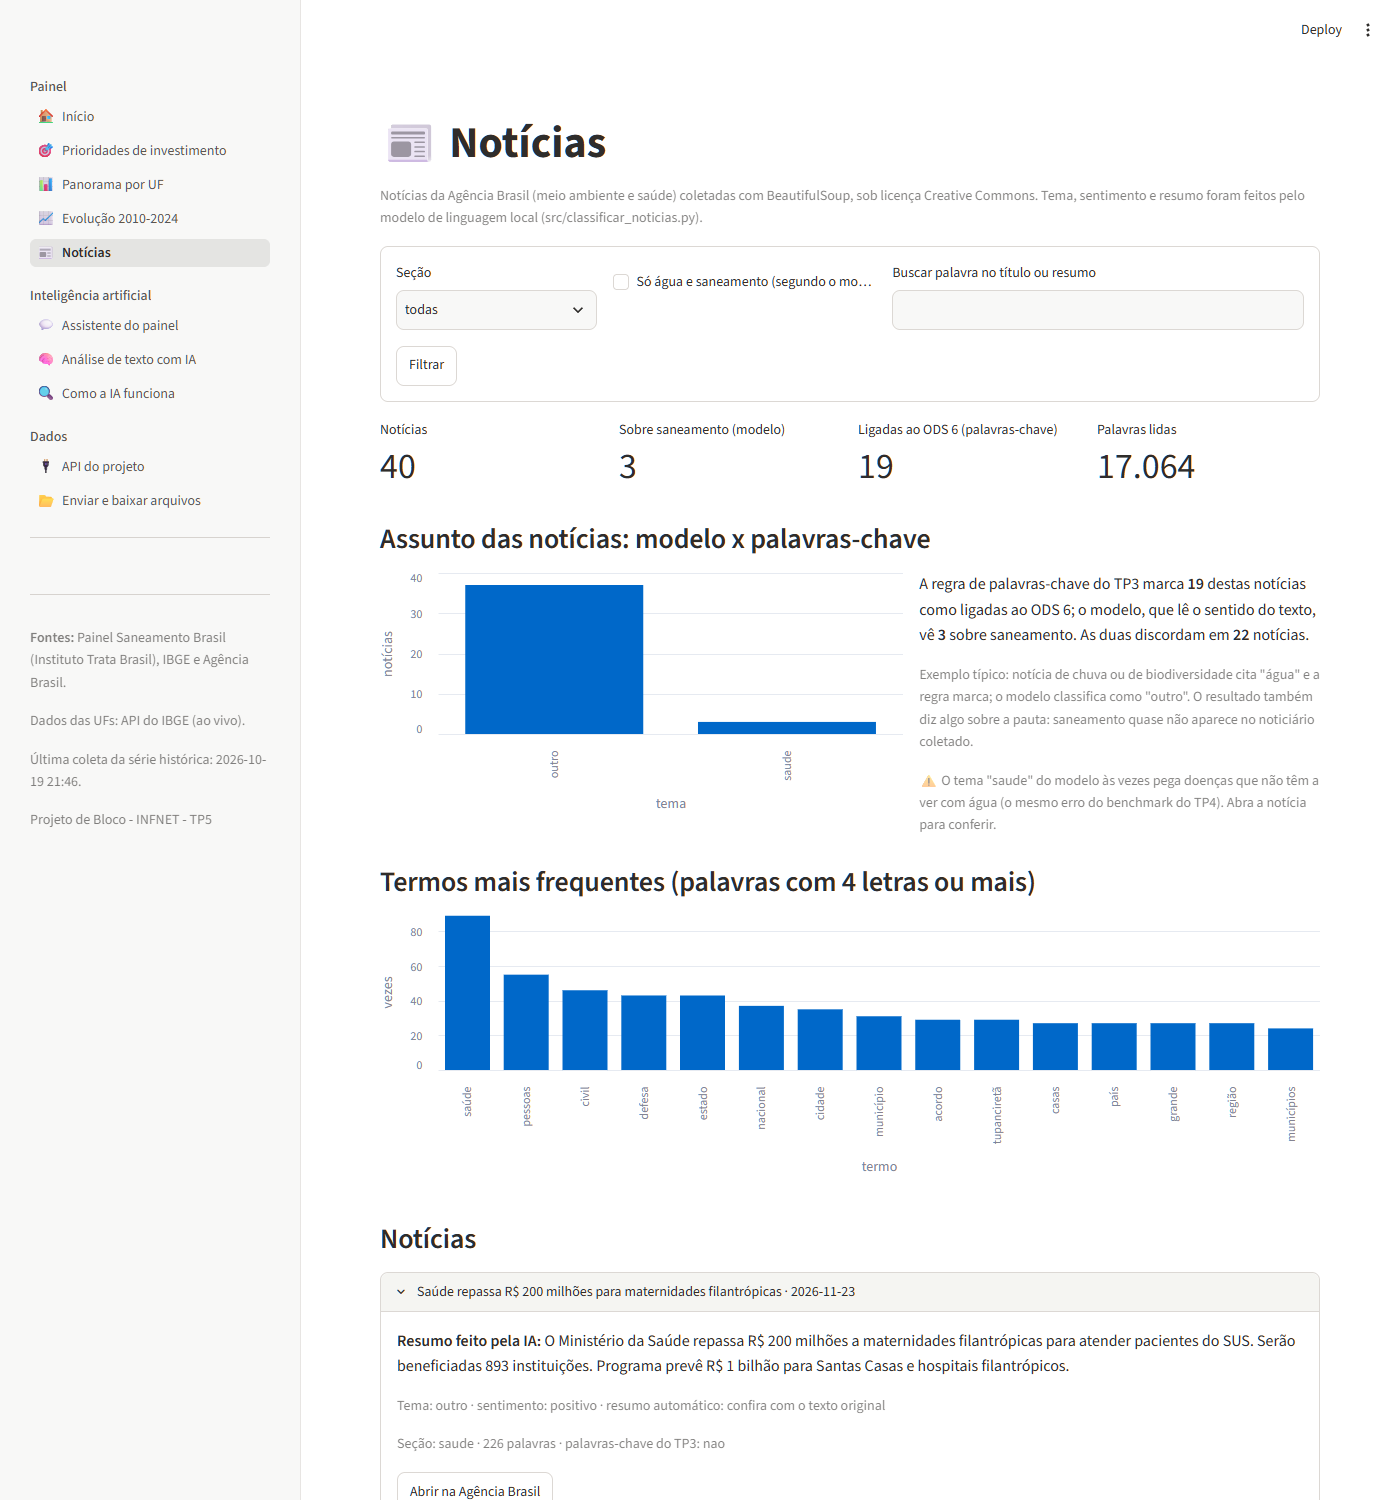 Deploy
Painel
Início
Prioridades de investimento
Panorama por UF
Evolução 2010-2024
Notícias
Inteligência artificial
Assistente do painel
Análise de texto com IA
Como a IA funciona
Dados
API do projeto
Enviar e baixar arquivos
Fontes: Painel Saneamento Brasil
(Instituto Trata Brasil), IBGE e Agência
Brasil.
Dados das UFs: API do IBGE (ao vivo).
Última coleta da série histórica: 2026-10-
19 21:46.
Projeto de Bloco - INFNET - TP5
Notícias
Notícias da Agência Brasil (meio ambiente e saúde) coletadas com BeautifulSoup, sob licença Creative Commons. Tema, sentimento e resumo foram feitos pelo
modelo de linguagem local (src/classificar_noticias.py).
Seção
todas
Só água e saneamento (segundo o mo…
Buscar palavra no título ou resumo
Filtrar
Notícias
40
Sobre saneamento (modelo)
3
Ligadas ao ODS 6 (palavras-chave)
19
Palavras lidas
17.064
Assunto das notícias: modelo x palavras-chave
40
30
20
10
0
notícias
outro
saude
tema
A regra de palavras-chave do TP3 marca 19 destas notícias
como ligadas ao ODS 6; o modelo, que lê o sentido do texto,
vê 3 sobre saneamento. As duas discordam em 22 notícias.
Exemplo típico: notícia de chuva ou de biodiversidade cita "água" e a
regra marca; o modelo classifica como "outro". O resultado também
diz algo sobre a pauta: saneamento quase não aparece no noticiário
coletado.
O tema "saude" do modelo às vezes pega doenças que não têm a
ver com água (o mesmo erro do benchmark do TP4). Abra a notícia
para conferir.
Termos mais frequentes (palavras com 4 letras ou mais)
80
60
40
20
0
vezes
saúde
pessoas
civil
defesa
estado
nacional
cidade
município
acordo
tupanciretã
casas
país
grande
região
municípios
termo
Notícias
Saúde repassa R$ 200 milhões para maternidades filantrópicas · 2026-11-23
Resumo feito pela IA: O Ministério da Saúde repassa R$ 200 milhões a maternidades filantrópicas para atender pacientes do SUS. Serão
beneficiadas 893 instituições. Programa prevê R$ 1 bilhão para Santas Casas e hospitais filantrópicos.
Tema: outro · sentimento: positivo · resumo automático: confira com o texto original
Seção: saude · 226 palavras · palavras-chave do TP3: nao
Abrir na Agência Brasil